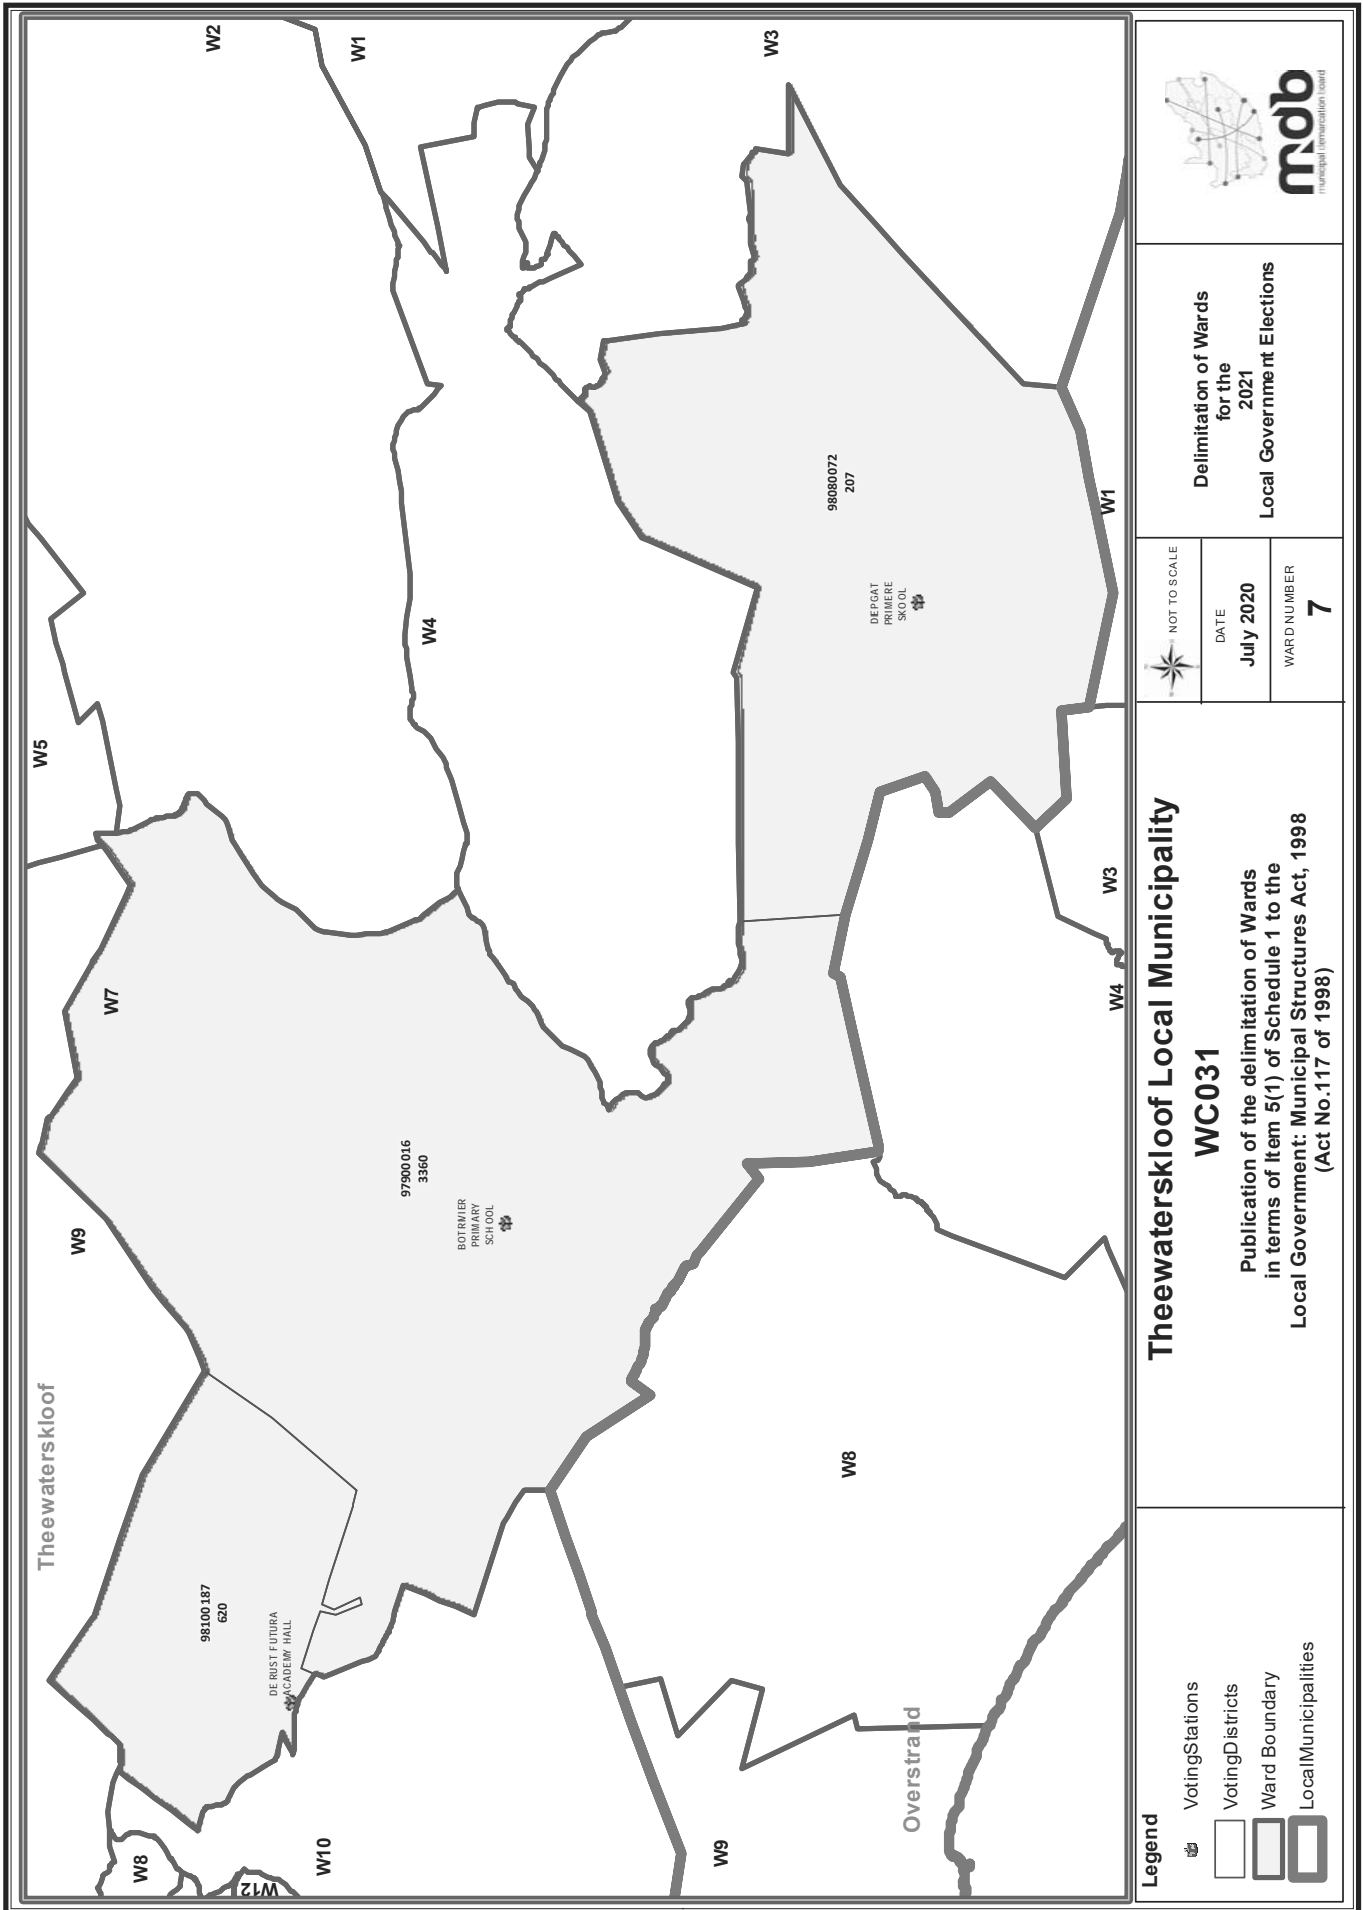 Theewaterskloof
W5
W2
W1
W3
W4
W7
W9
97900016
3360
BOTRIVIER
PRIMARY
SCHOOL
98100187
620
DE RUST FUTURA
ACADEMY HALL
98080072
207
DIEPGAT
PRIMERE
SKOOL
W8
W12
W10
W9
W8
Overstrand
W4
W3
W1
Legend
VotingStations
VotingDistricts
Ward Boundary
LocalMunicipalities
Theewaterskloof Local Municipality
WC031
Publication of the delimitation of Wards
in terms of Item 5(1) of Schedule 1 to the
Local Government: Municipal Structures Act, 1998
(Act No.117 of 1998)
NOT TO SCALE
DATE
July 2020
WARD NUMBER
7
Delimitation of Wards
for the
2021
Local Government Elections
mdb
municipal demarcation board